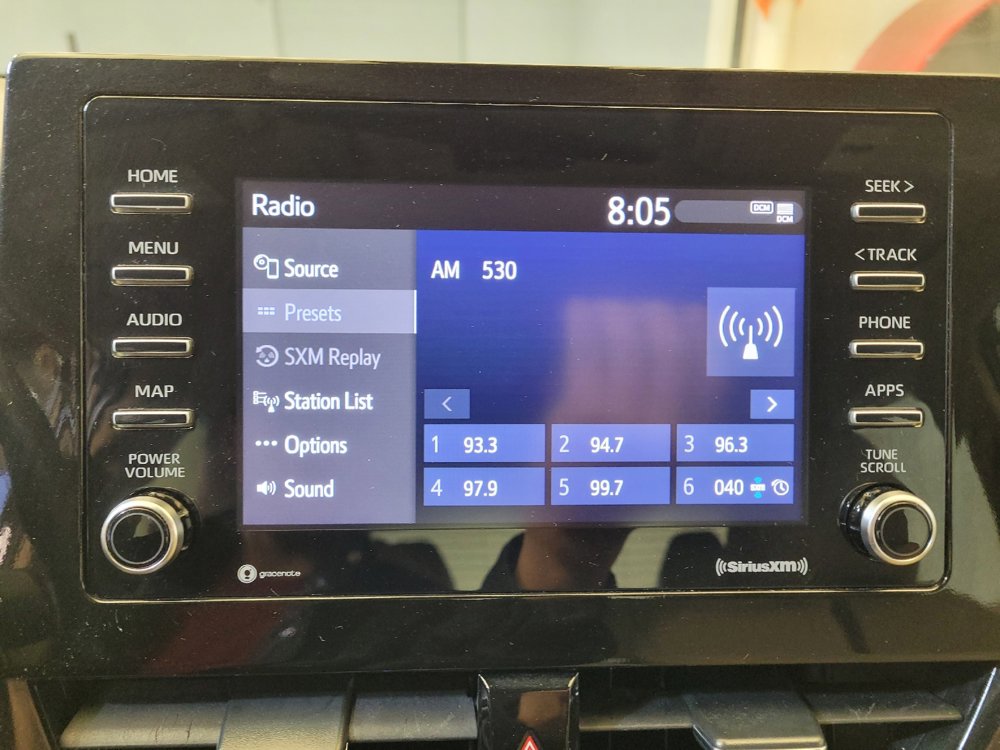 HOME
MENU
AUDIO
MAP
POWER
VOLUME
Radio
8:05
DCM
DCM
Source
Presets
SXM Replay
Station List
Options
Sound
AM 530
<
>
1 93.3
2 94.7
3 96.3
4 97.9
5 99.7
6 040
SEEK >
< TRACK
PHONE
APPS
TUNE
SCROLL
gracenote
((SiriusXM))